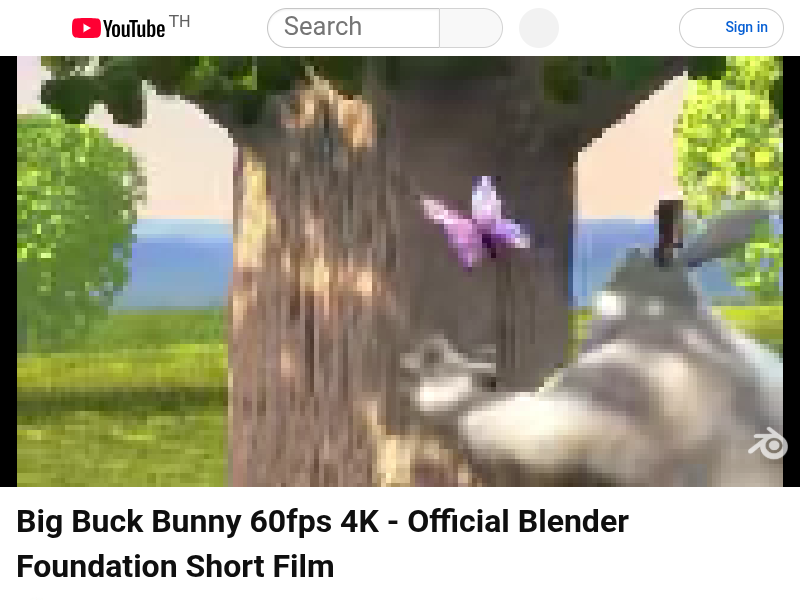 YouTube TH
Search
Sign in
Big Buck Bunny 60fps 4K - Official Blender
Foundation Short Film